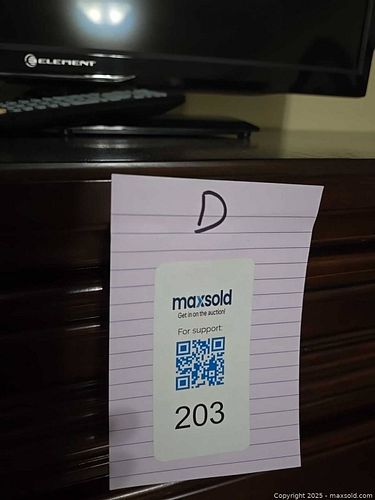 ELEMENT
D
maxsold
Get in on the auction!
For support:
203
Copyright 2025 - maxsold.com